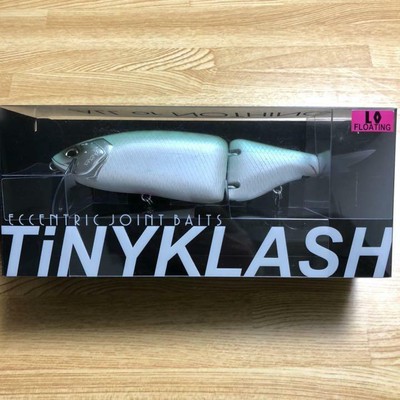 LO
FLOATING
ECCENTRIC JOINT BAITS
TiNYKLASH